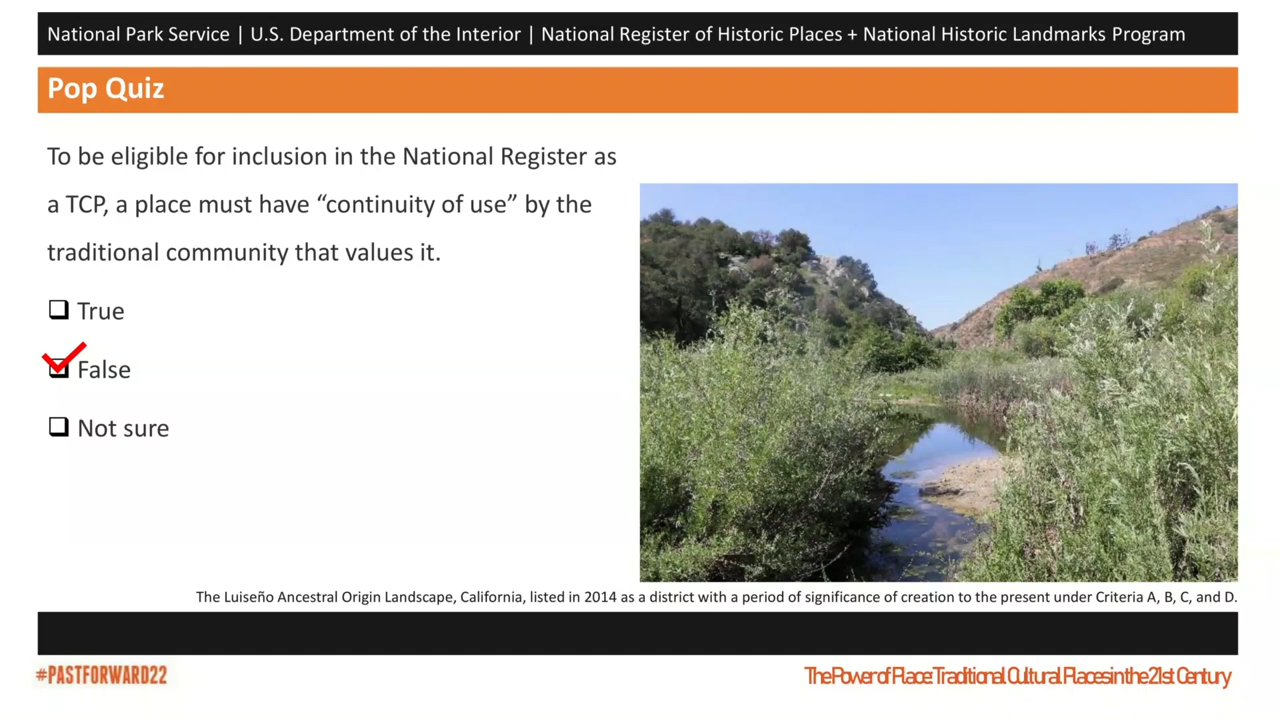 National Park Service | U.S. Department of the Interior | National Register of Historic Places + National Historic Landmarks Program
Pop Quiz
To be eligible for inclusion in the National Register as
a TCP, a place must have “continuity of use” by the
traditional community that values it.
True
False
Not sure
The Luiseño Ancestral Origin Landscape, California, listed in 2014 as a district with a period of significance of creation to the present under Criteria A, B, C, and D.
#PASTFORWARD22
The Power of Place: Traditional Cultural Places in the 21st Century